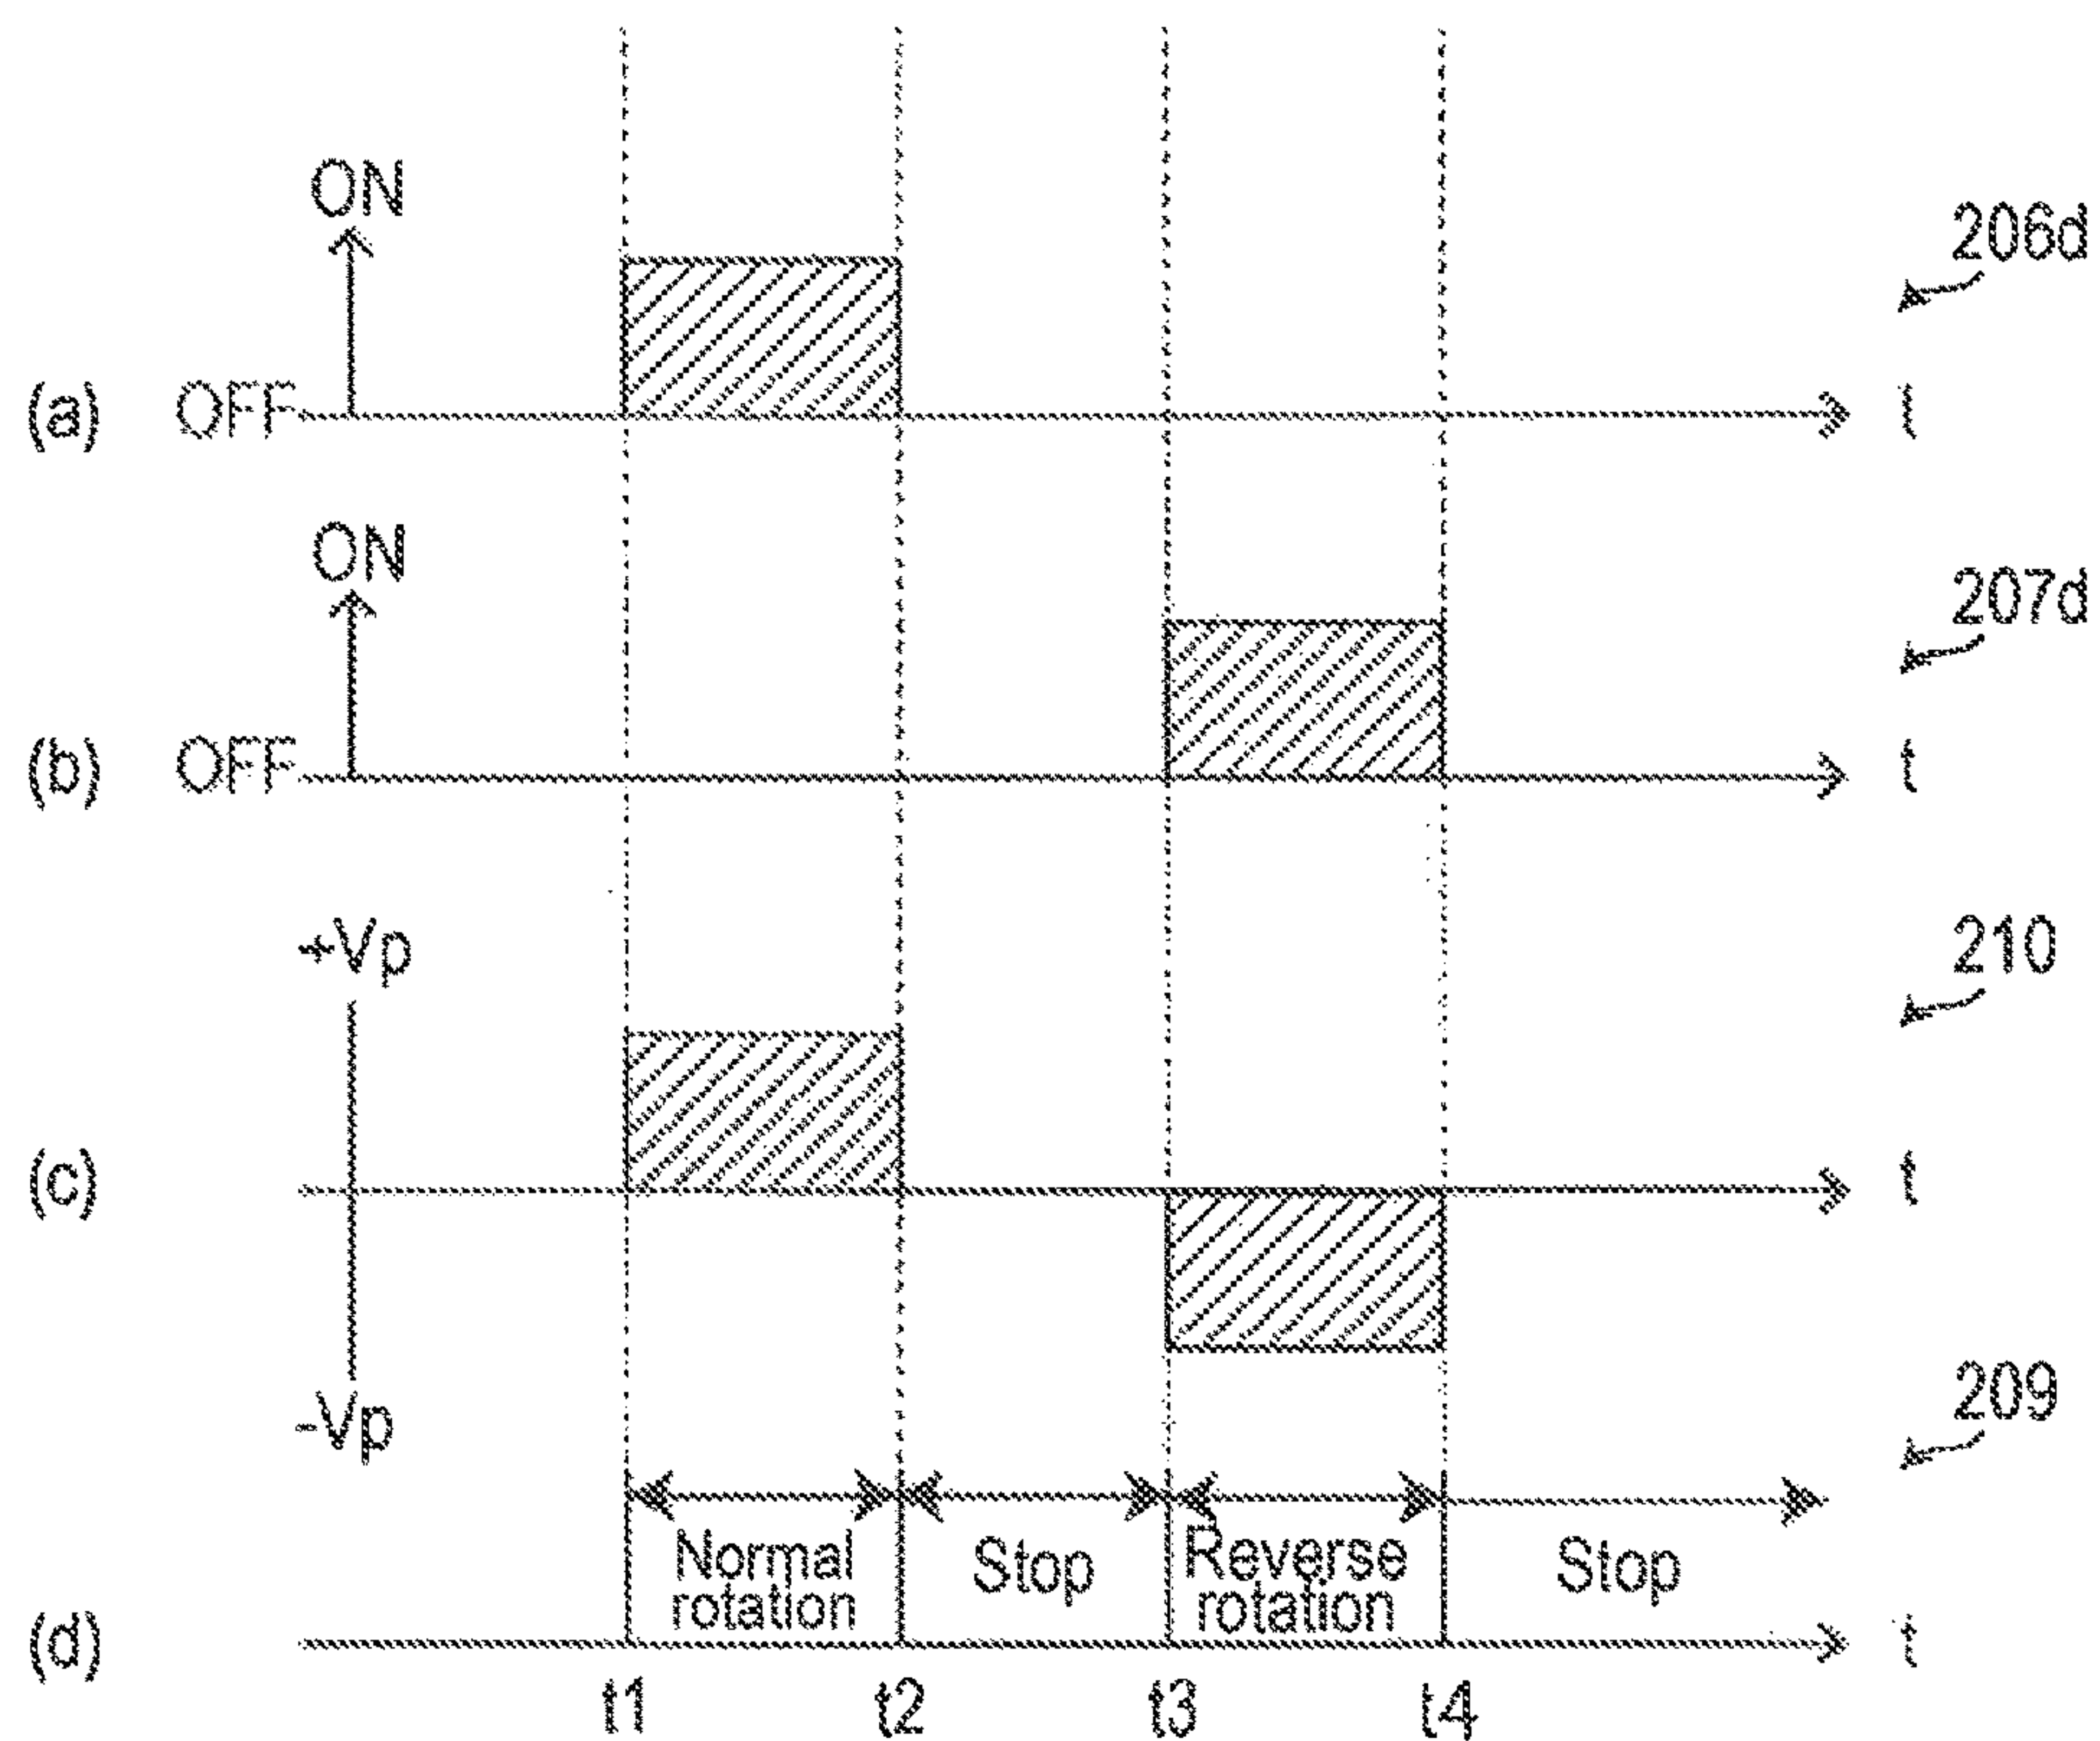 ON
206d
(a) OFF t
ON
207d
(b) OFF t
+Vp
210
(c) t
-Vp
209
Normal rotation
Stop
Reverse rotation
Stop
(d) t
t1 t2 t3 t4